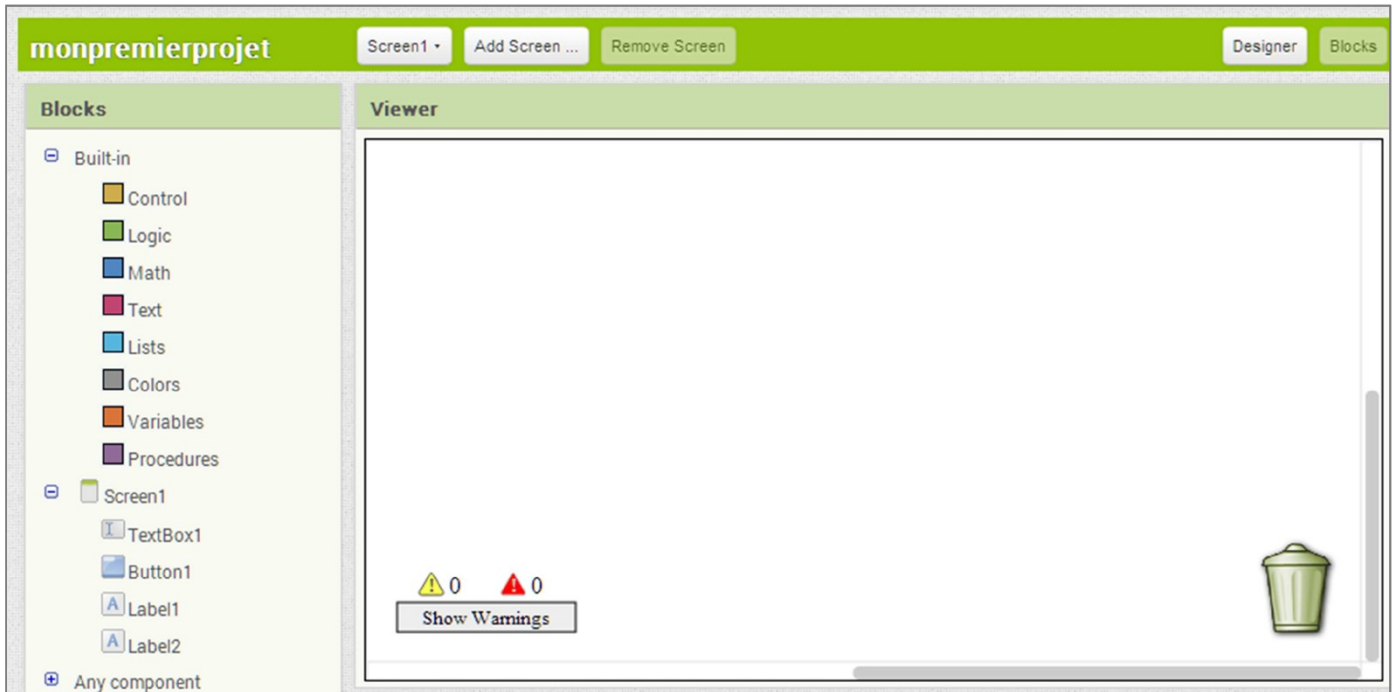 monpremierprojet Screen1 Add Screen ... Remove Screen Designer Blocks
Blocks
Built-in
Control
Logic
Math
Text
Lists
Colors
Variables
Procedures
Screen1
TextBox1
Button1
Label1
Label2
Any component
Viewer
0 0
Show Warnings